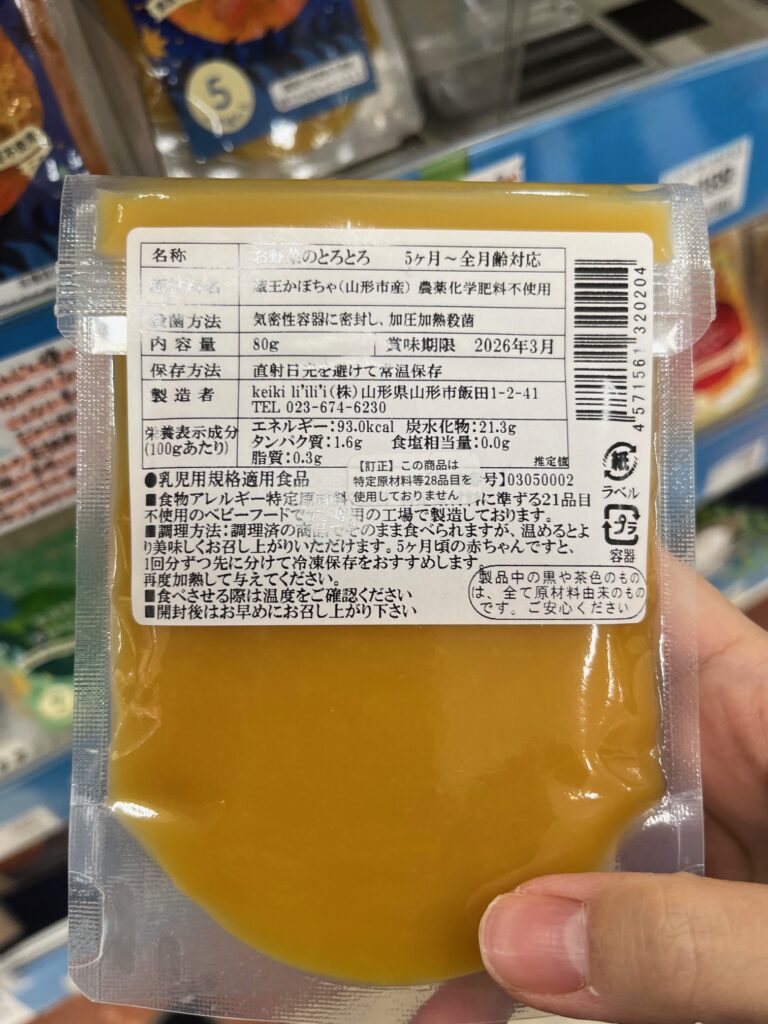 5
名称 のとろとろ 5ヶ月～全月齢対応
蔵王かぼちゃ(山形市産) 農薬化学肥料不使用
殺菌方法 気密性容器に密封し、加圧加熱殺菌
内容量 80g 賞味期限 2026年3月
保存方法 直射日光を避けて常温保存
製造者 keiki li'ili'i(株)山形県山形市飯田1-2-41
TEL 023-674-6230
栄養表示成分
(100gあたり)
エネルギー:93.0kcal 炭水化物:21.3g
タンパク質:1.6g 食塩相当量:0.0g
脂質:0.3g
推定値
●乳児用規格適用食品
【訂正】この商品は
特定原材料等28品目を
使用しておりません
号】03050002
■食物アレルギー特定原材料 に準ずる21品目
不使用のベビーフードで 用の工場で製造しております。
■調理方法:調理済の商品 そのまま食べられますが、温めるとよ
り美味しくお召し上がりいただけます。5ヶ月頃の赤ちゃんですと、
1回分ずつ先に分けて冷凍保存をおすすめします。
再度加熱して与えてください。
■食べさせる際は温度をご確認ください
■開封後はお早めにお召し上がり下さい
製品中の黒や茶色のもの
は、全て原材料由来のもの
です。ご安心ください
4 571561 320204
紙
ラベル
プラ
容器